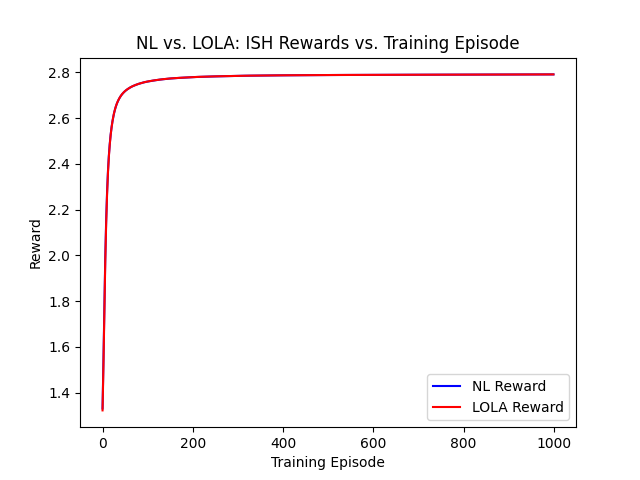 NL vs. LOLA: ISH Rewards vs. Training Episode
2.8
2.6
2.4
2.2
2.0
1.8
1.6
1.4
Reward
NL Reward
LOLA Reward
0 200 400 600 800 1000
Training Episode